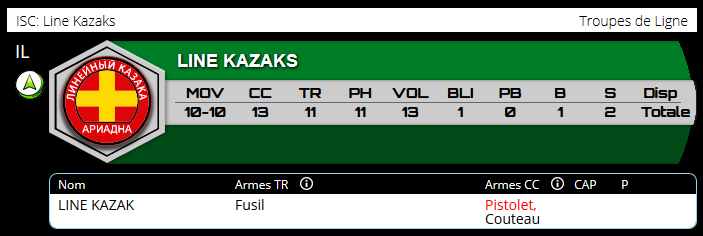 ISC: Line Kazaks Troupes de Ligne
IL
LINE KAZAKS
ЛИНЕЙНЫЙ КАЗАКА
АРИАДНА
MOV CC TR PH VOL BLI PB B S Disp
10-10 13 11 11 13 1 0 1 2 Totale
Nom Armes TR Armes CC CAP P
LINE KAZAK Fusil Pistolet,
Couteau